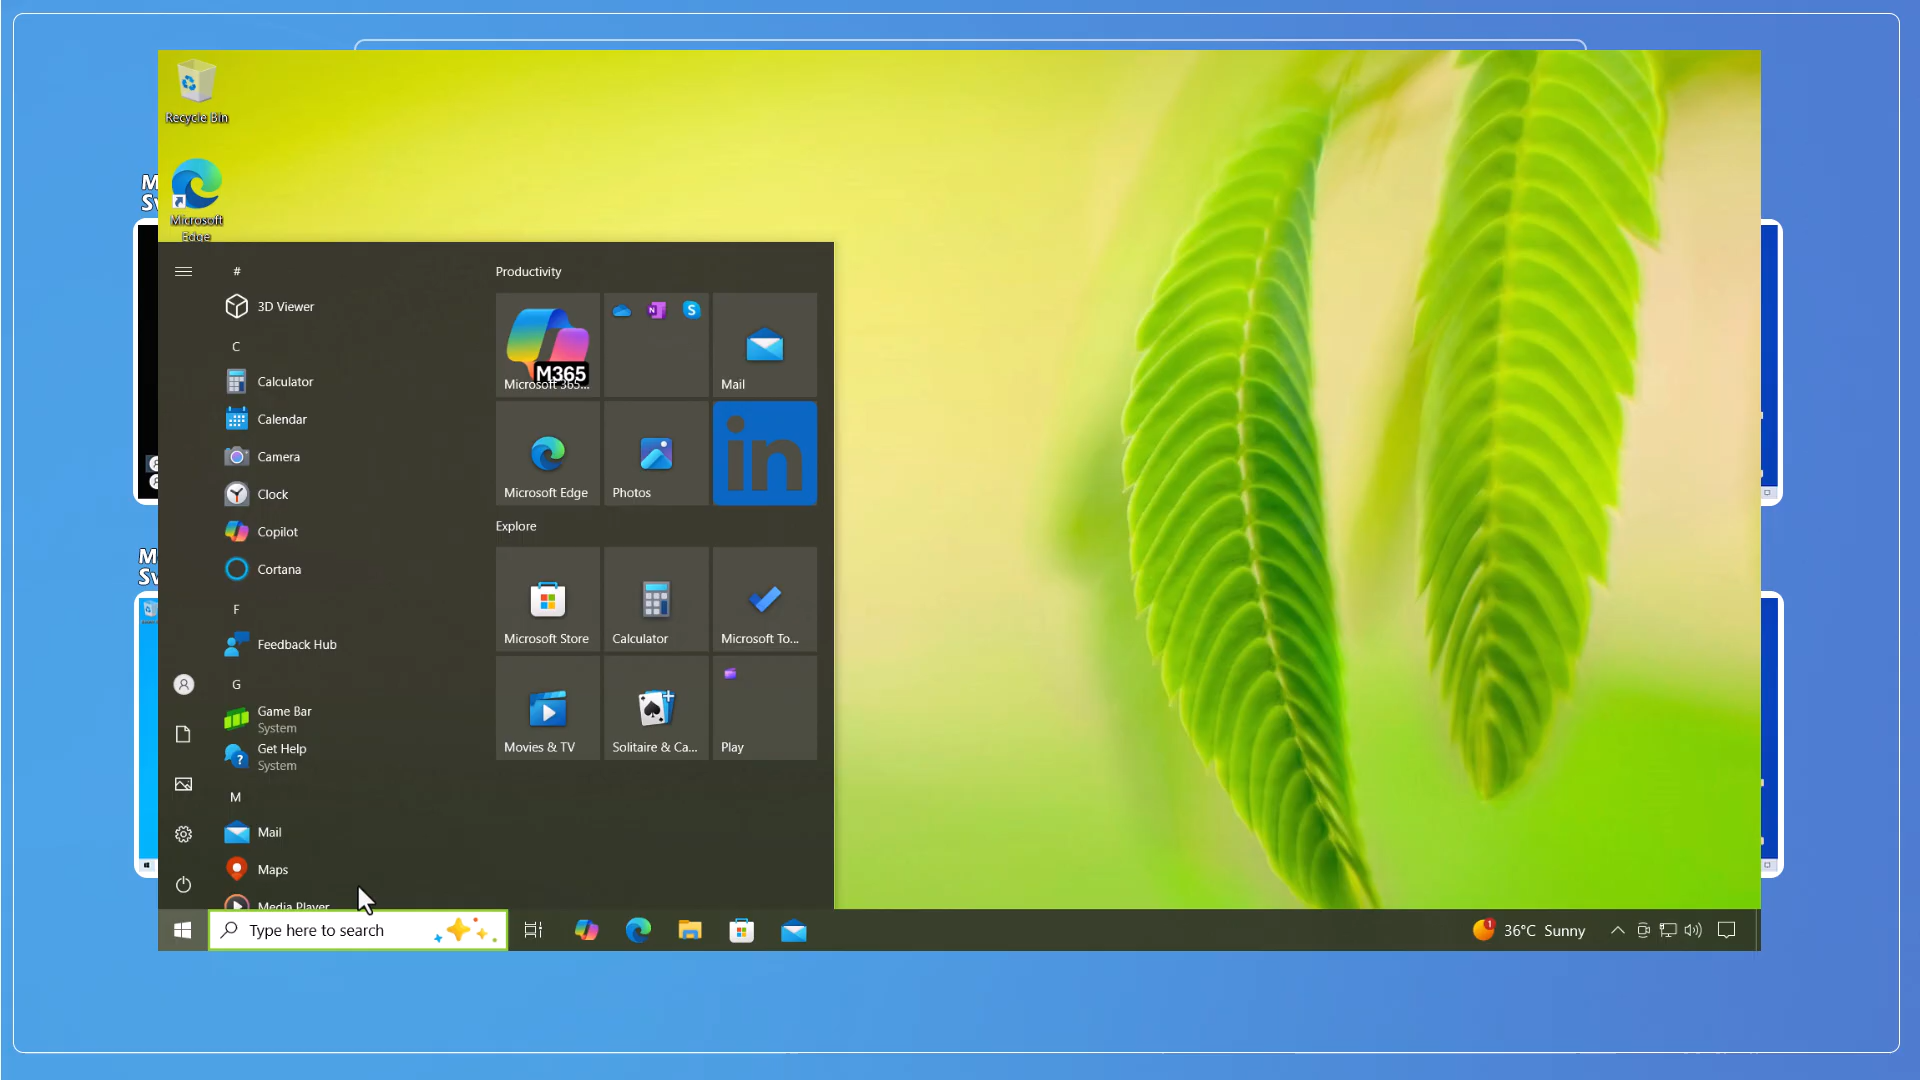 Recycle Bin
Microsoft
Edge
#
3D Viewer
C
Calculator
Calendar
Camera
Clock
Copilot
Cortana
F
Feedback Hub
G
Game Bar
System
Get Help
System
M
Mail
Maps
Media Player
Productivity
M365
Microsoft 365...
N
S
Mail
Microsoft Edge
Photos
in
Explore
Microsoft Store
Calculator
Microsoft To...
Movies & TV
Solitaire & Ca...
Play
Type here to search
1
36°C Sunny